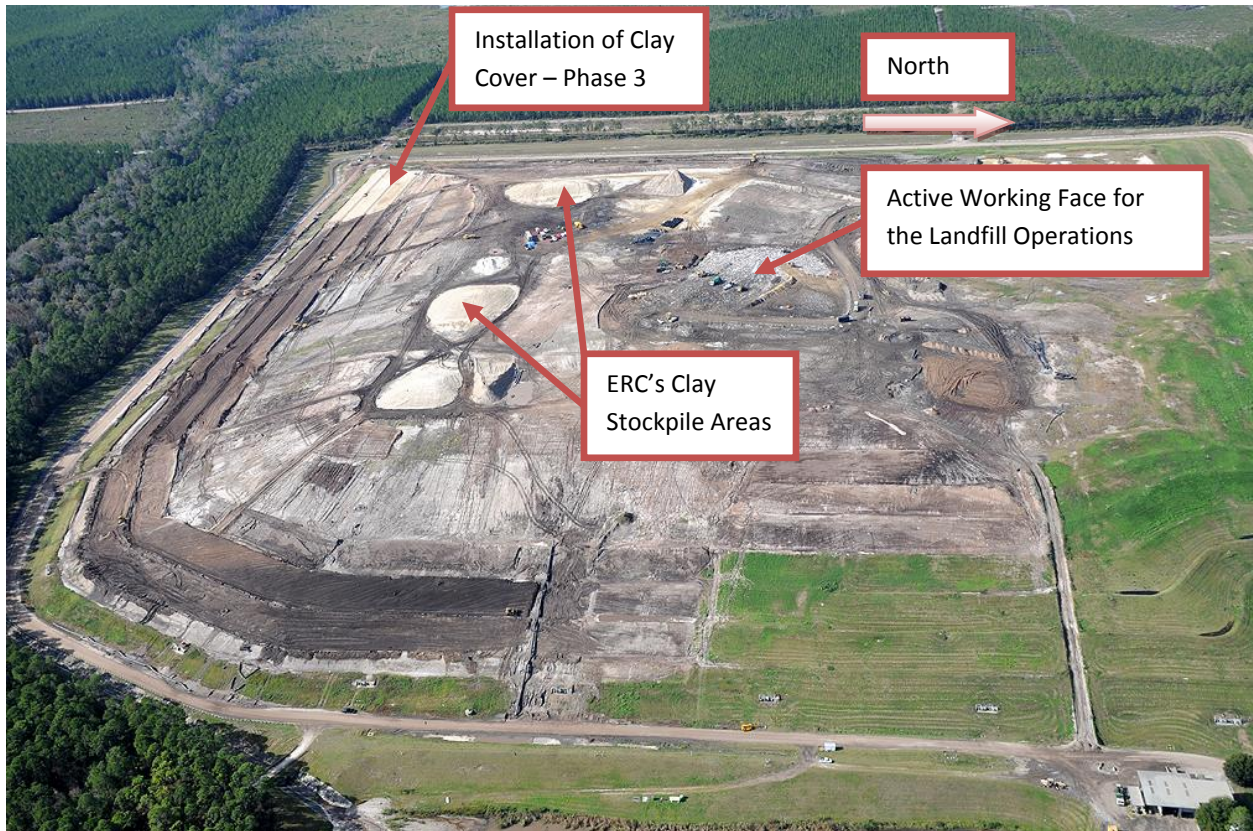 Installation of Clay
Cover – Phase 3
North
Active Working Face for
the Landfill Operations
ERC’s Clay
Stockpile Areas